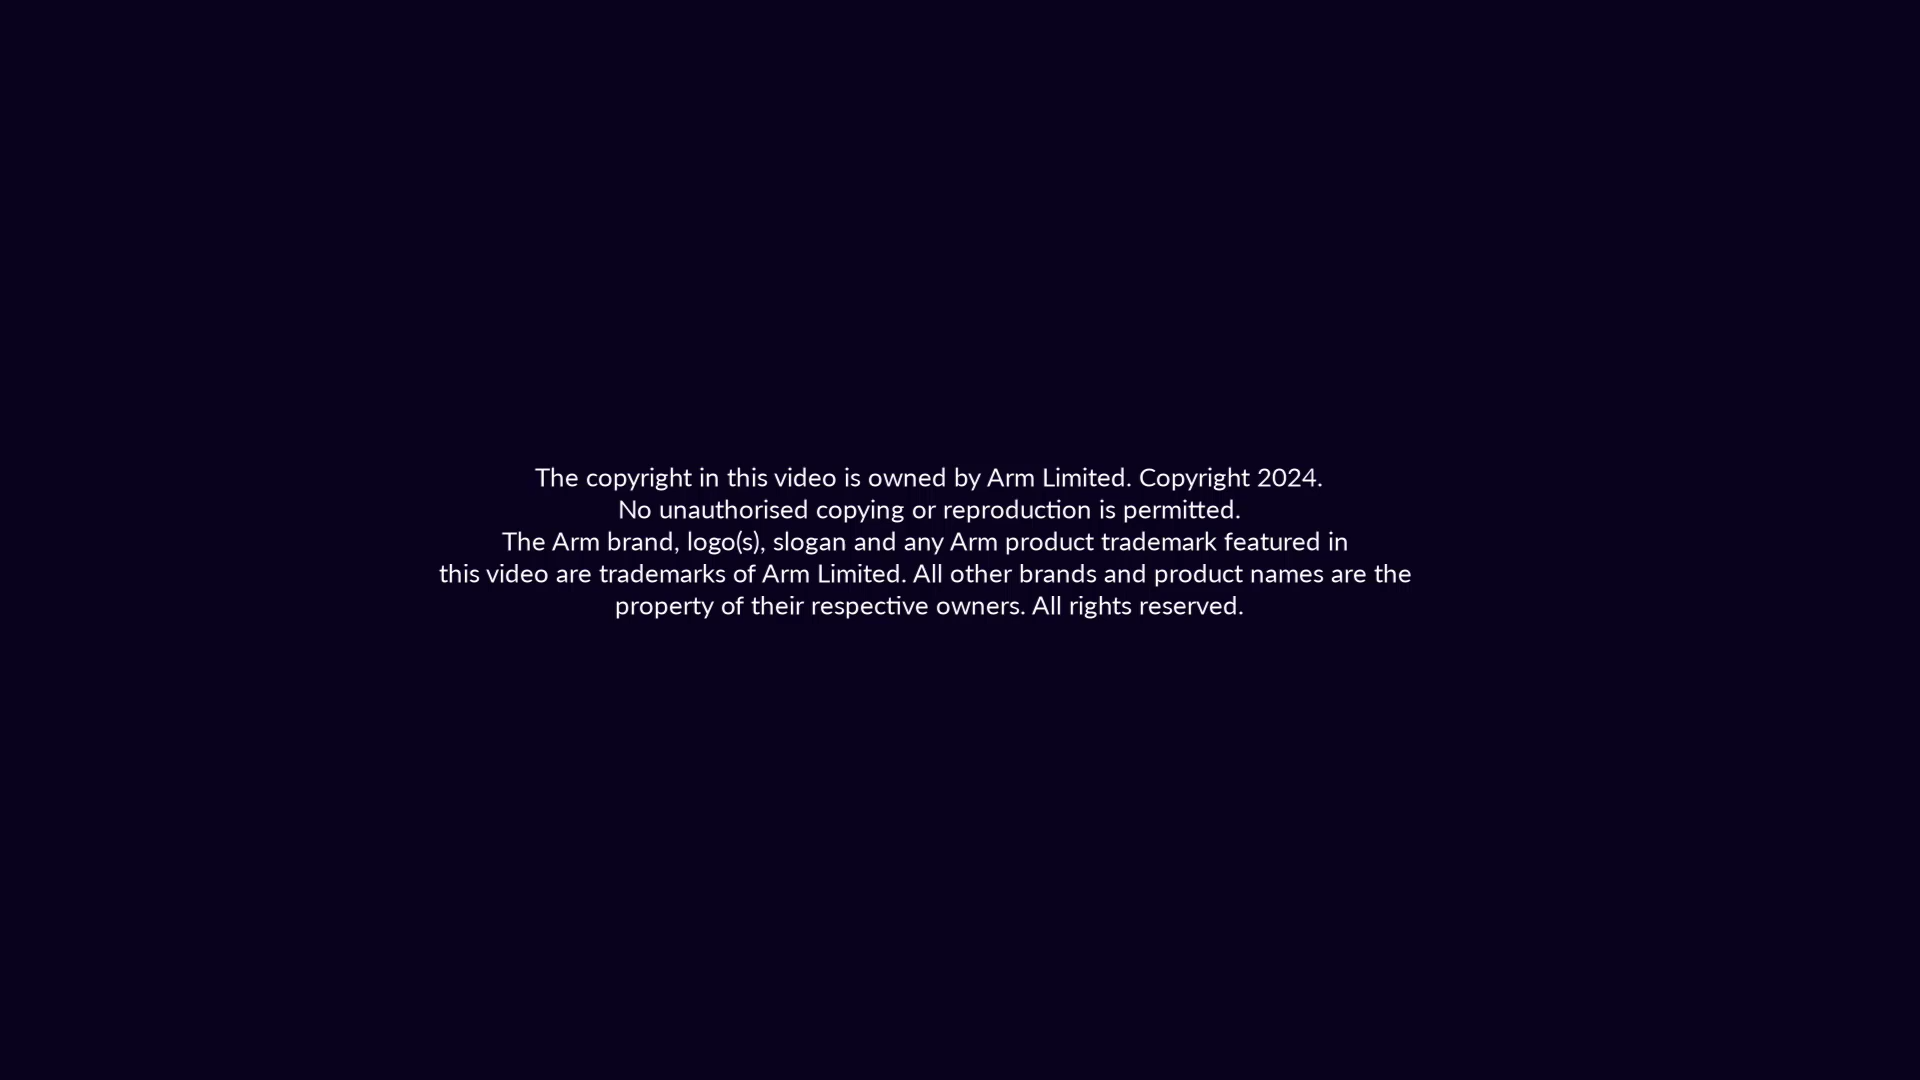 The copyright in this video is owned by Arm Limited. Copyright 2024.
No unauthorised copying or reproduction is permitted.
The Arm brand, logo(s), slogan and any Arm product trademark featured in
this video are trademarks of Arm Limited. All other brands and product names are the
property of their respective owners. All rights reserved.